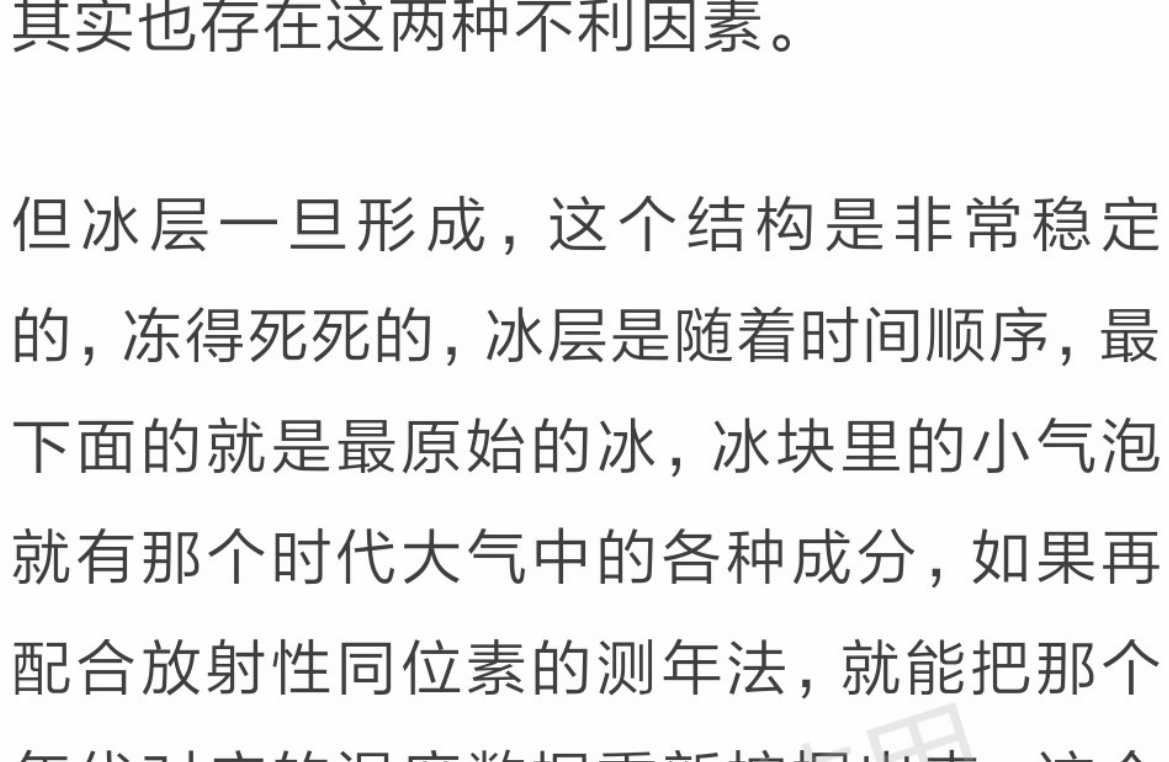 其实也存在这两种不利因素。
但冰层一旦形成，这个结构是非常稳定
的，冻得死死的，冰层是随着时间顺序，最
下面的就是最原始的冰，冰块里的小气泡
就有那个时代大气中的各种成分，如果再
配合放射性同位素的测年法，就能把那个